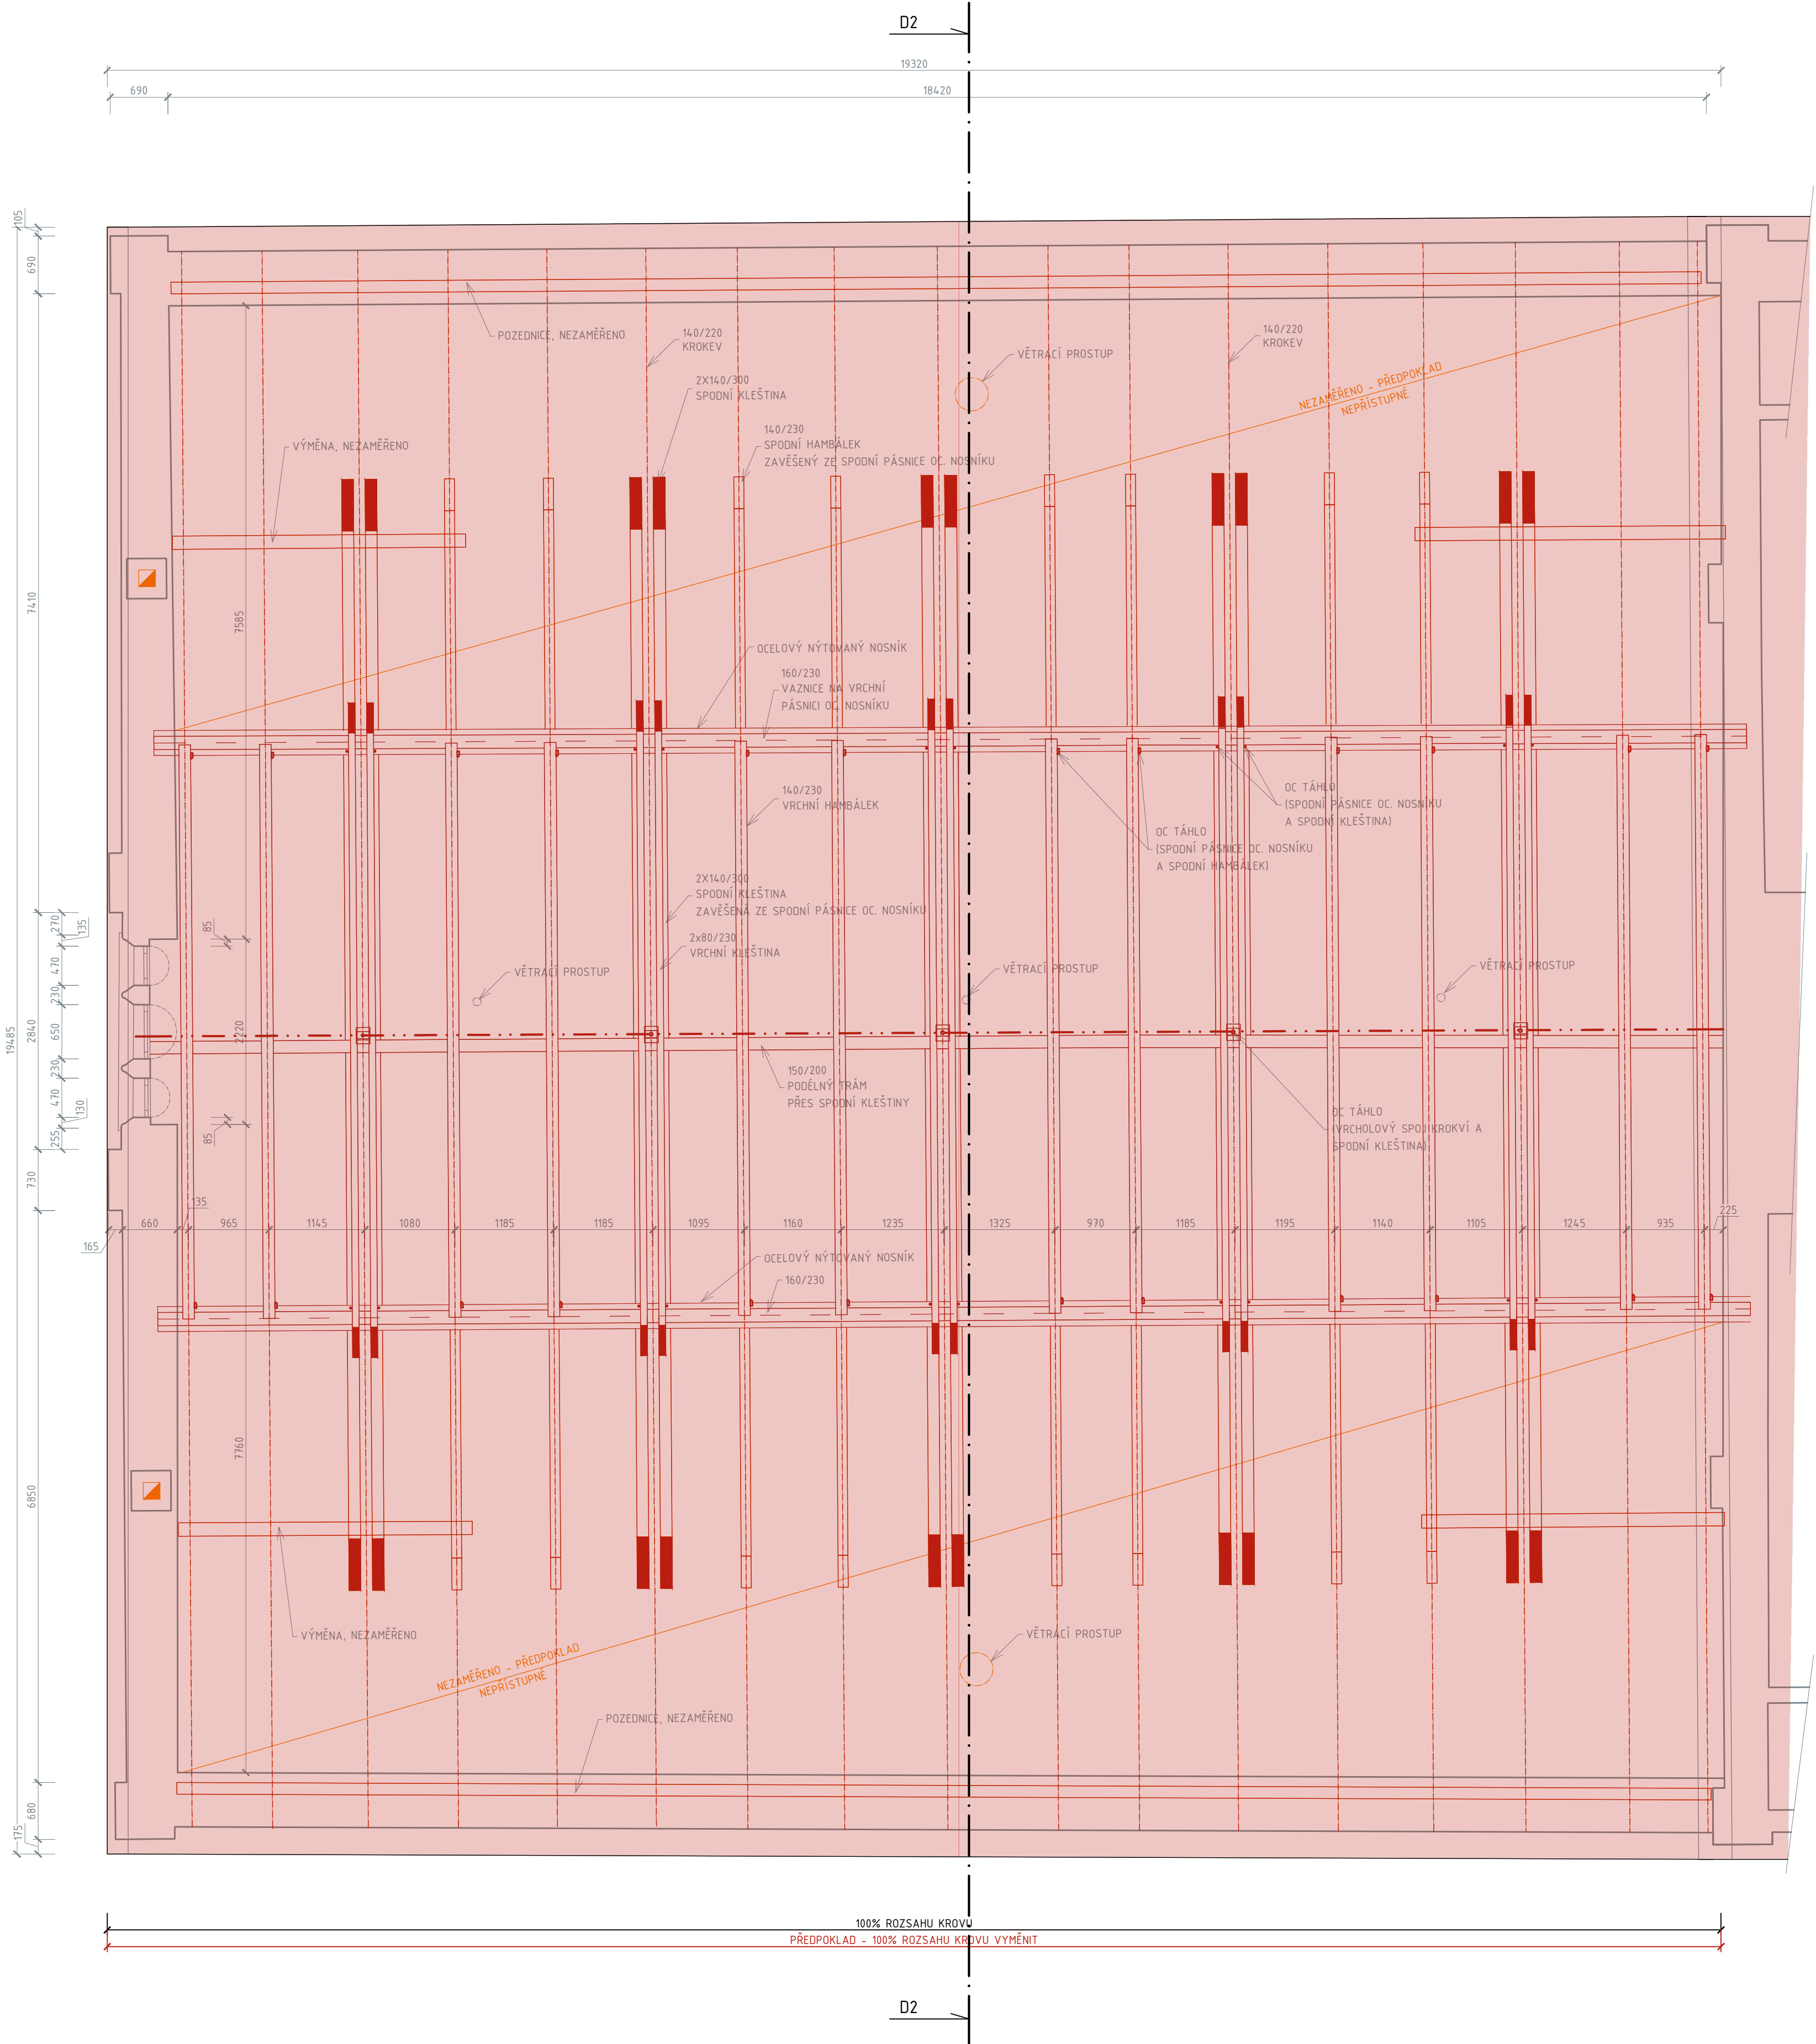 D2
19320
690
18420
105
690
POZEDNICE, NEZAMĚŘENO
140/220
KROKEV
140/220
KROKEV
VĚTRACÍ PROSTUP
NEZAMĚŘENO - PŘEDPOKLAD
NEPŘÍSTUPNÉ
2X140/300
SPODNÍ KLEŠTINA
140/230
SPODNÍ HAMBÁLEK
ZAVĚŠENÝ ZE SPODNÍ PÁSNICE OC. NOSNÍKU
VÝMĚNA, NEZAMĚŘENO
7410
7585
OCELOVÝ NÝTOVANÝ NOSNÍK
160/230
VAZNICE NA VRCHNÍ
PÁSNICI OC. NOSNÍKU
140/230
VRCHNÍ HAMBÁLEK
OC TÁHLO
(SPODNÍ PÁSNICE OC. NOSNÍKU
A SPODNÍ KLEŠTINA)
OC TÁHLO
(SPODNÍ PÁSNICE OC. NOSNÍKU
A SPODNÍ HAMBÁLEK)
2X140/300
SPODNÍ KLEŠTINA
ZAVĚŠENÁ ZE SPODNÍ PÁSNICE OC. NOSNÍKU
2x80/230
VRCHNÍ KLEŠTINA
VĚTRACÍ PROSTUP
VĚTRACÍ PROSTUP
VĚTRACÍ PROSTUP
270
135
85
470
230
19485
2840
650
2220
230
470
130
255
85
150/200
PODÉLNÝ TRÁM
PŘES SPODNÍ KLEŠTINY
OC TÁHLO
(VRCHOLOVÝ SPOJ KROKVÍ A
SPODNÍ KLEŠTINA)
730
135
165
660
965
1145
1080
1185
1185
1095
1160
1235
1325
970
1185
1195
1140
1105
1245
935
225
OCELOVÝ NÝTOVANÝ NOSNÍK
160/230
7760
6850
VÝMĚNA, NEZAMĚŘENO
VĚTRACÍ PROSTUP
NEZAMĚŘENO - PŘEDPOKLAD
NEPŘÍSTUPNÉ
POZEDNICE, NEZAMĚŘENO
680
175
100% ROZSAHU KROVU
PŘEDPOKLAD - 100% ROZSAHU KROVU VYMĚNIT
D2